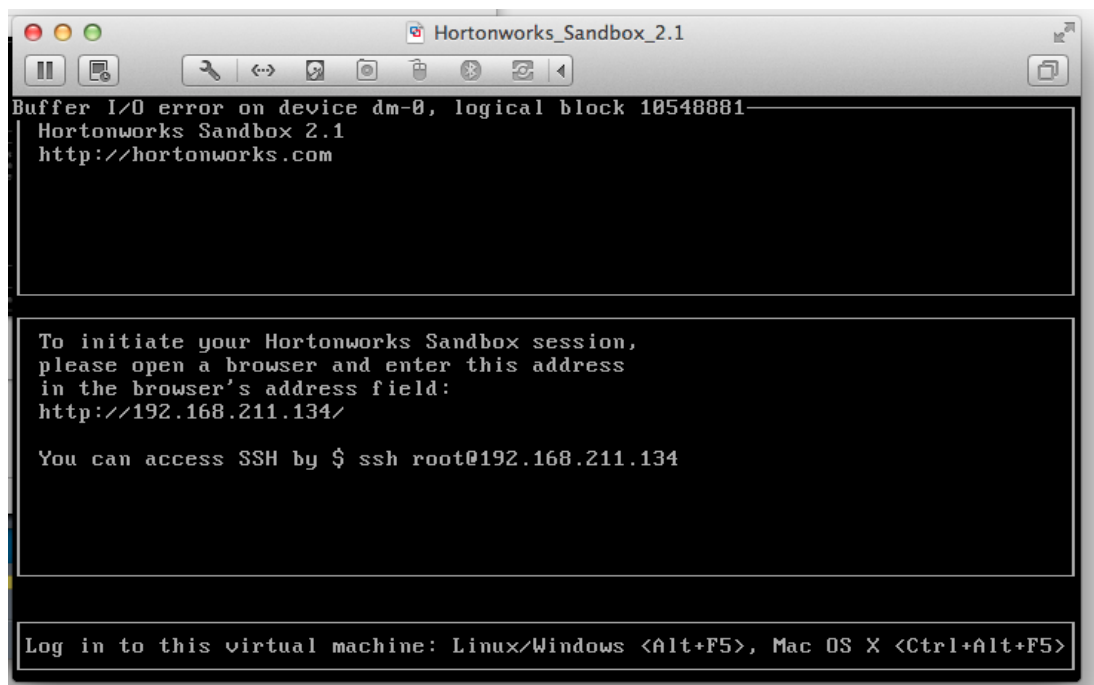 Hortonworks_Sandbox_2.1
Buffer I/O error on device dm-0, logical block 10548881
Hortonworks Sandbox 2.1
http://hortonworks.com
To initiate your Hortonworks Sandbox session,
please open a browser and enter this address
in the browser's address field:
http://192.168.211.134/
You can access SSH by $ ssh root@192.168.211.134
Log in to this virtual machine: Linux/Windows <Alt+F5>, Mac OS X <Ctrl+Alt+F5>